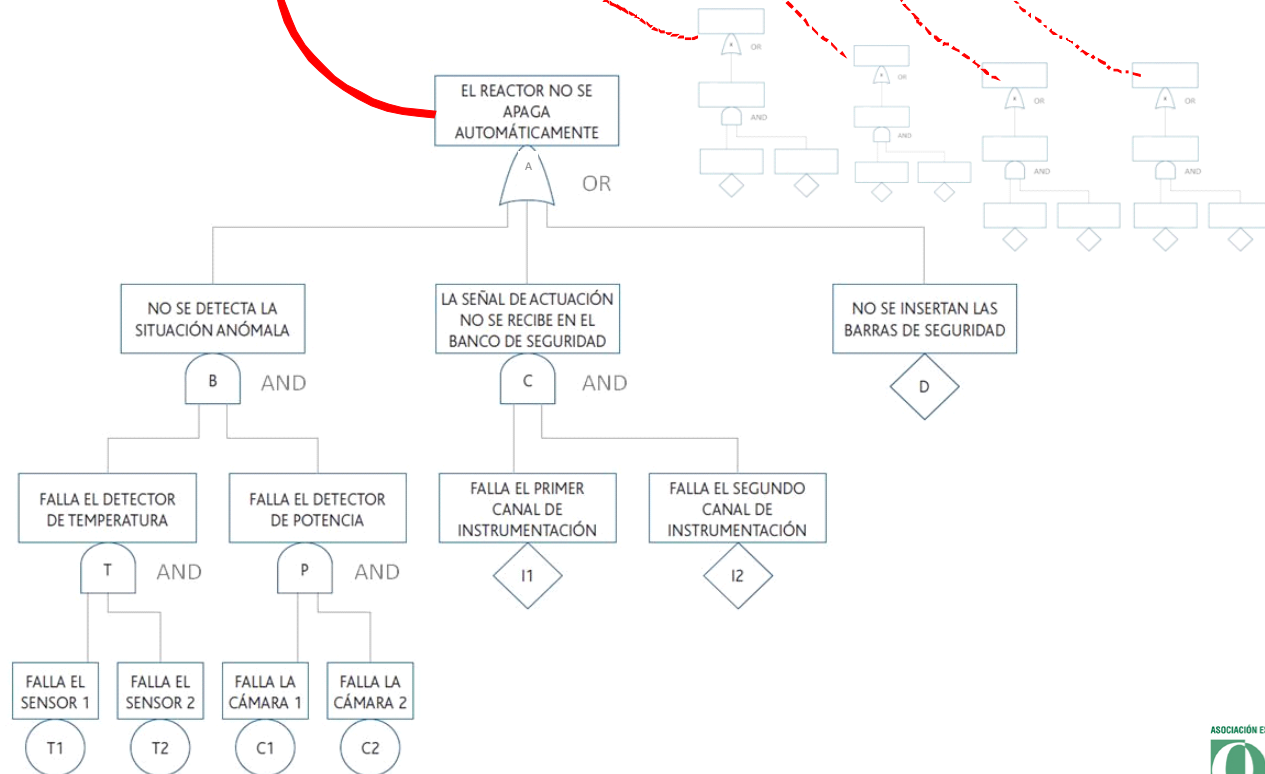 EL REACTOR NO SE
APAGA
AUTOMÁTICAMENTE
A
OR
OR
AND
OR
AND
OR
AND
OR
AND
NO SE DETECTA LA
SITUACIÓN ANÓMALA
B
AND
LA SEÑAL DE ACTUACIÓN
NO SE RECIBE EN EL
BANCO DE SEGURIDAD
C
AND
NO SE INSERTAN LAS
BARRAS DE SEGURIDAD
D
FALLA EL DETECTOR
DE TEMPERATURA
T
AND
FALLA EL DETECTOR
DE POTENCIA
P
AND
FALLA EL PRIMER
CANAL DE
INSTRUMENTACIÓN
I1
FALLA EL SEGUNDO
CANAL DE
INSTRUMENTACIÓN
I2
FALLA EL
SENSOR 1
T1
FALLA EL
SENSOR 2
T2
FALLA LA
CÁMARA 1
C1
FALLA LA
CÁMARA 2
C2
ASOCIACIÓN